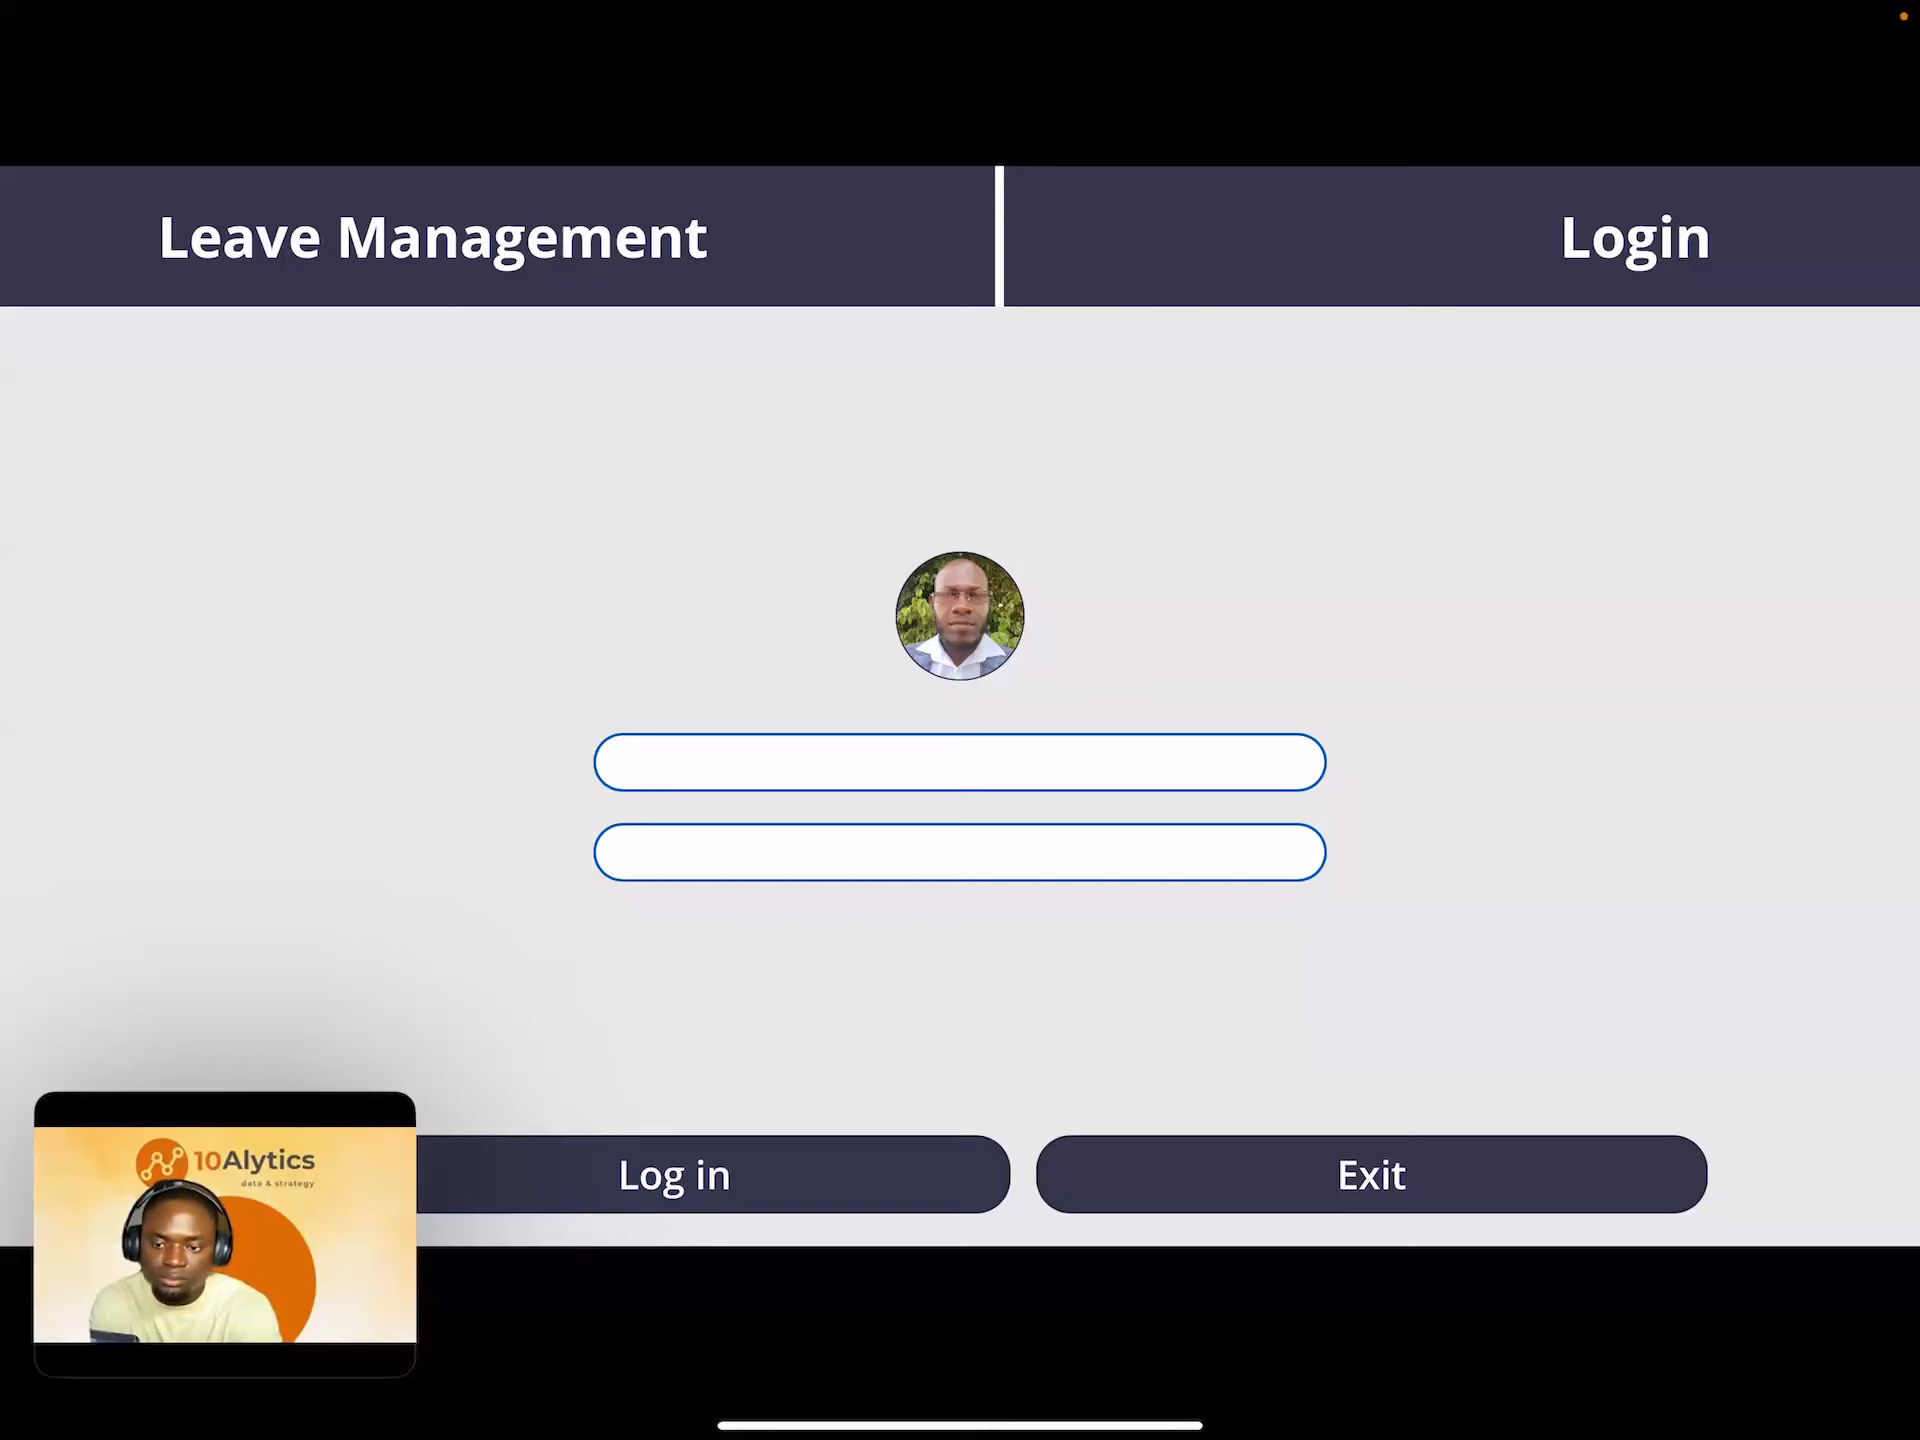 Leave Management
Login
Log in
Exit
10Alytics
data & strategy